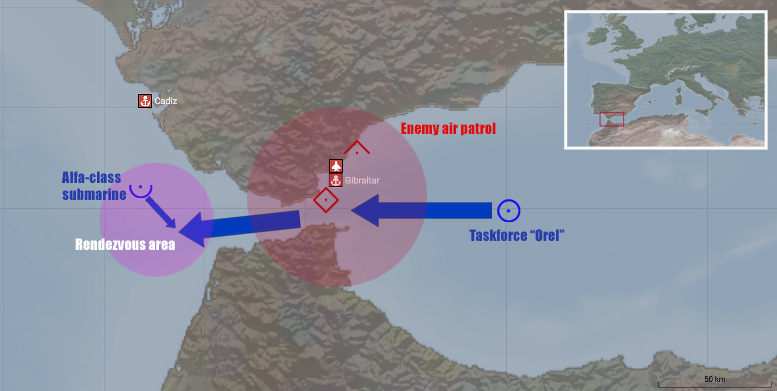 Cadiz
Enemy air patrol
Alfa-class
submarine
Gibraltar
Rendezvous area
Taskforce "Orel"
50 km